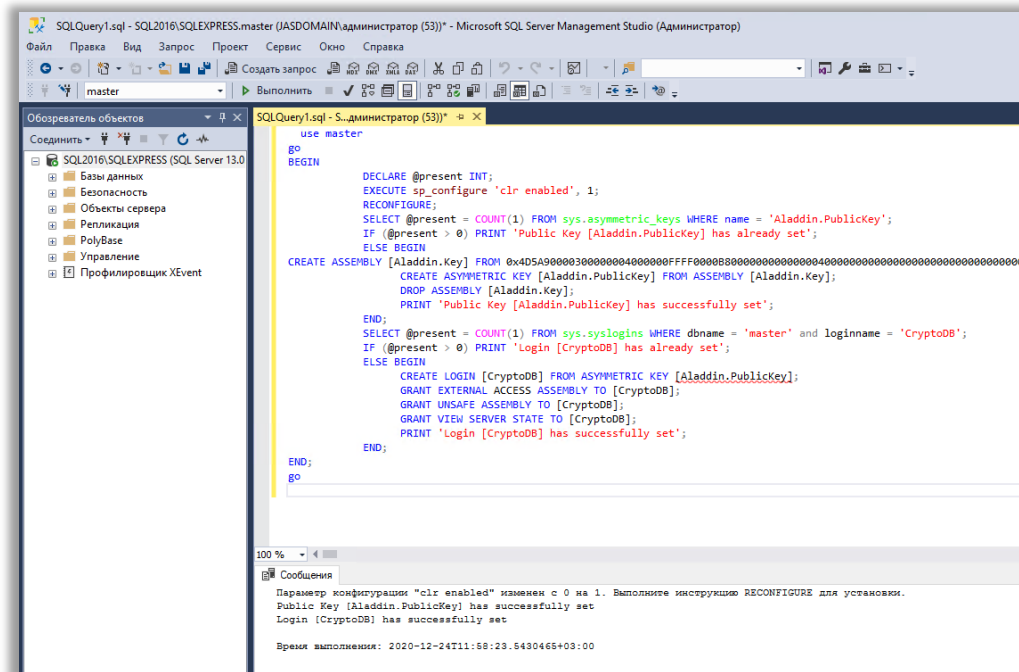 SQLQuery1.sql - SQL2016\SQLEXPRESS.master (JASDOMAIN\администратор (53))* - Microsoft SQL Server Management Studio (Администратор)
Файл Правка Вид Запрос Проект Сервис Окно Справка
Создать запрос
master Выполнить
Обозреватель объектов
SQLQuery1.sql - S...дминистратор (53))*
Соединить
SQL2016\SQLEXPRESS (SQL Server 13.0
Базы данных
Безопасность
Объекты сервера
Репликация
PolyBase
Управление
Профилировщик XEvent
use master
go
BEGIN
DECLARE @present INT;
EXECUTE sp_configure 'clr enabled', 1;
RECONFIGURE;
SELECT @present = COUNT(1) FROM sys.asymmetric_keys WHERE name = 'Aladdin.PublicKey';
IF (@present > 0) PRINT 'Public Key [Aladdin.PublicKey] has already set';
ELSE BEGIN
CREATE ASSEMBLY [Aladdin.Key] FROM
CREATE ASYMMETRIC KEY [Aladdin.PublicKey] FROM ASSEMBLY [Aladdin.Key];
DROP ASSEMBLY [Aladdin.Key];
PRINT 'Public Key [Aladdin.PublicKey] has successfully set';
END;
SELECT @present = COUNT(1) FROM sys.syslogins WHERE dbname = 'master' and loginname = 'CryptoDB';
IF (@present > 0) PRINT 'Login [CryptoDB] has already set';
ELSE BEGIN
CREATE LOGIN [CryptoDB] FROM ASYMMETRIC KEY [Aladdin.PublicKey];
GRANT EXTERNAL ACCESS ASSEMBLY TO [CryptoDB];
GRANT UNSAFE ASSEMBLY TO [CryptoDB];
GRANT VIEW SERVER STATE TO [CryptoDB];
PRINT 'Login [CryptoDB] has successfully set';
END;
END;
go
100 %
Сообщения
Параметр конфигурации "clr enabled" изменен с 0 на 1. Выполните инструкцию RECONFIGURE для установки.
Public Key [Aladdin.PublicKey] has successfully set
Login [CryptoDB] has successfully set
Время выполнения: 2020-12-24T11:58:23.5430465+03:00